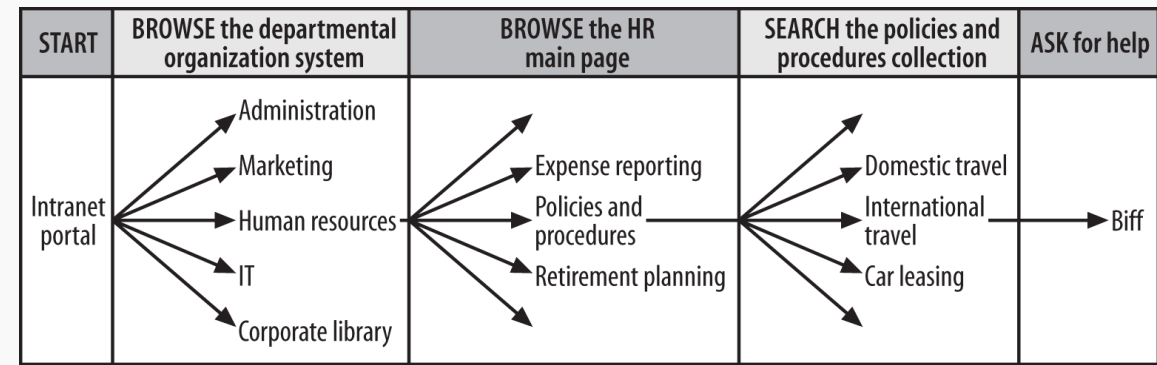 START
BROWSE the departmental
organization system
BROWSE the HR
main page
SEARCH the policies and
procedures collection
ASK for help
Intranet
portal
Administration
Marketing
Human resources
IT
Corporate library
Expense reporting
Policies and
procedures
Retirement planning
Domestic travel
International
travel
Car leasing
Biff